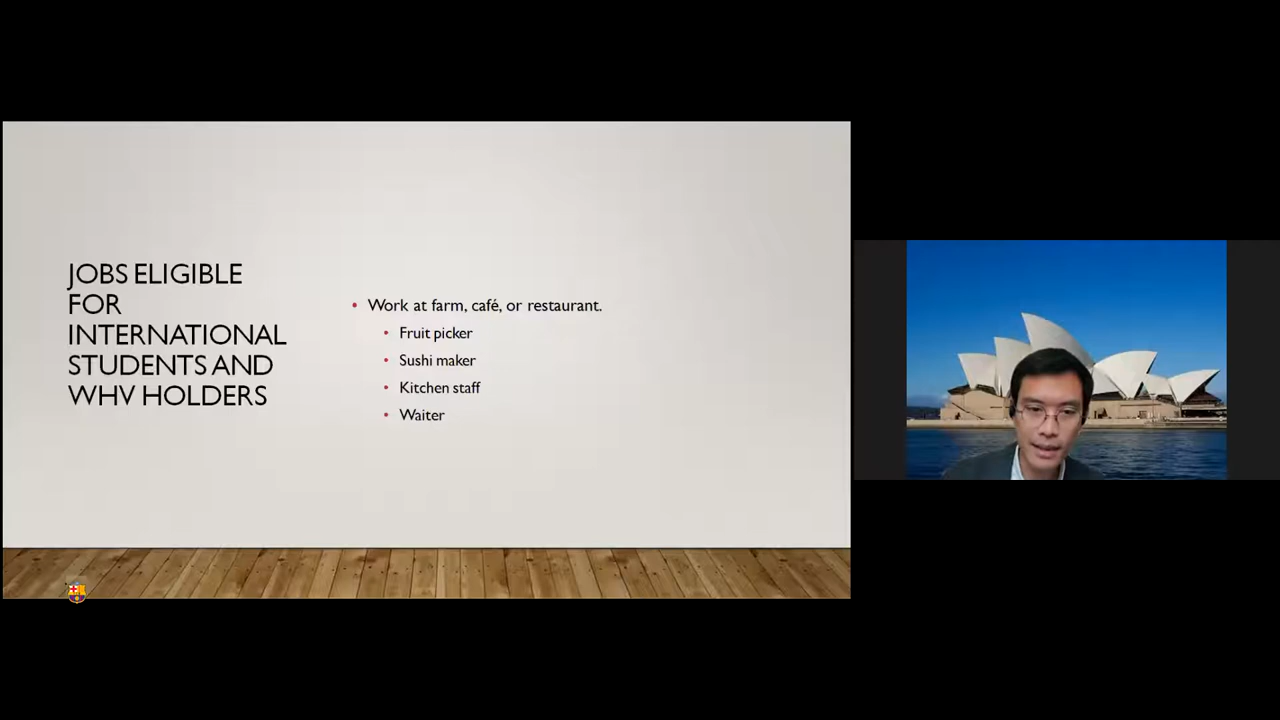 JOBS ELIGIBLE
FOR
INTERNATIONAL
STUDENTS AND
WHV HOLDERS
• Work at farm, café, or restaurant.
• Fruit picker
• Sushi maker
• Kitchen staff
• Waiter